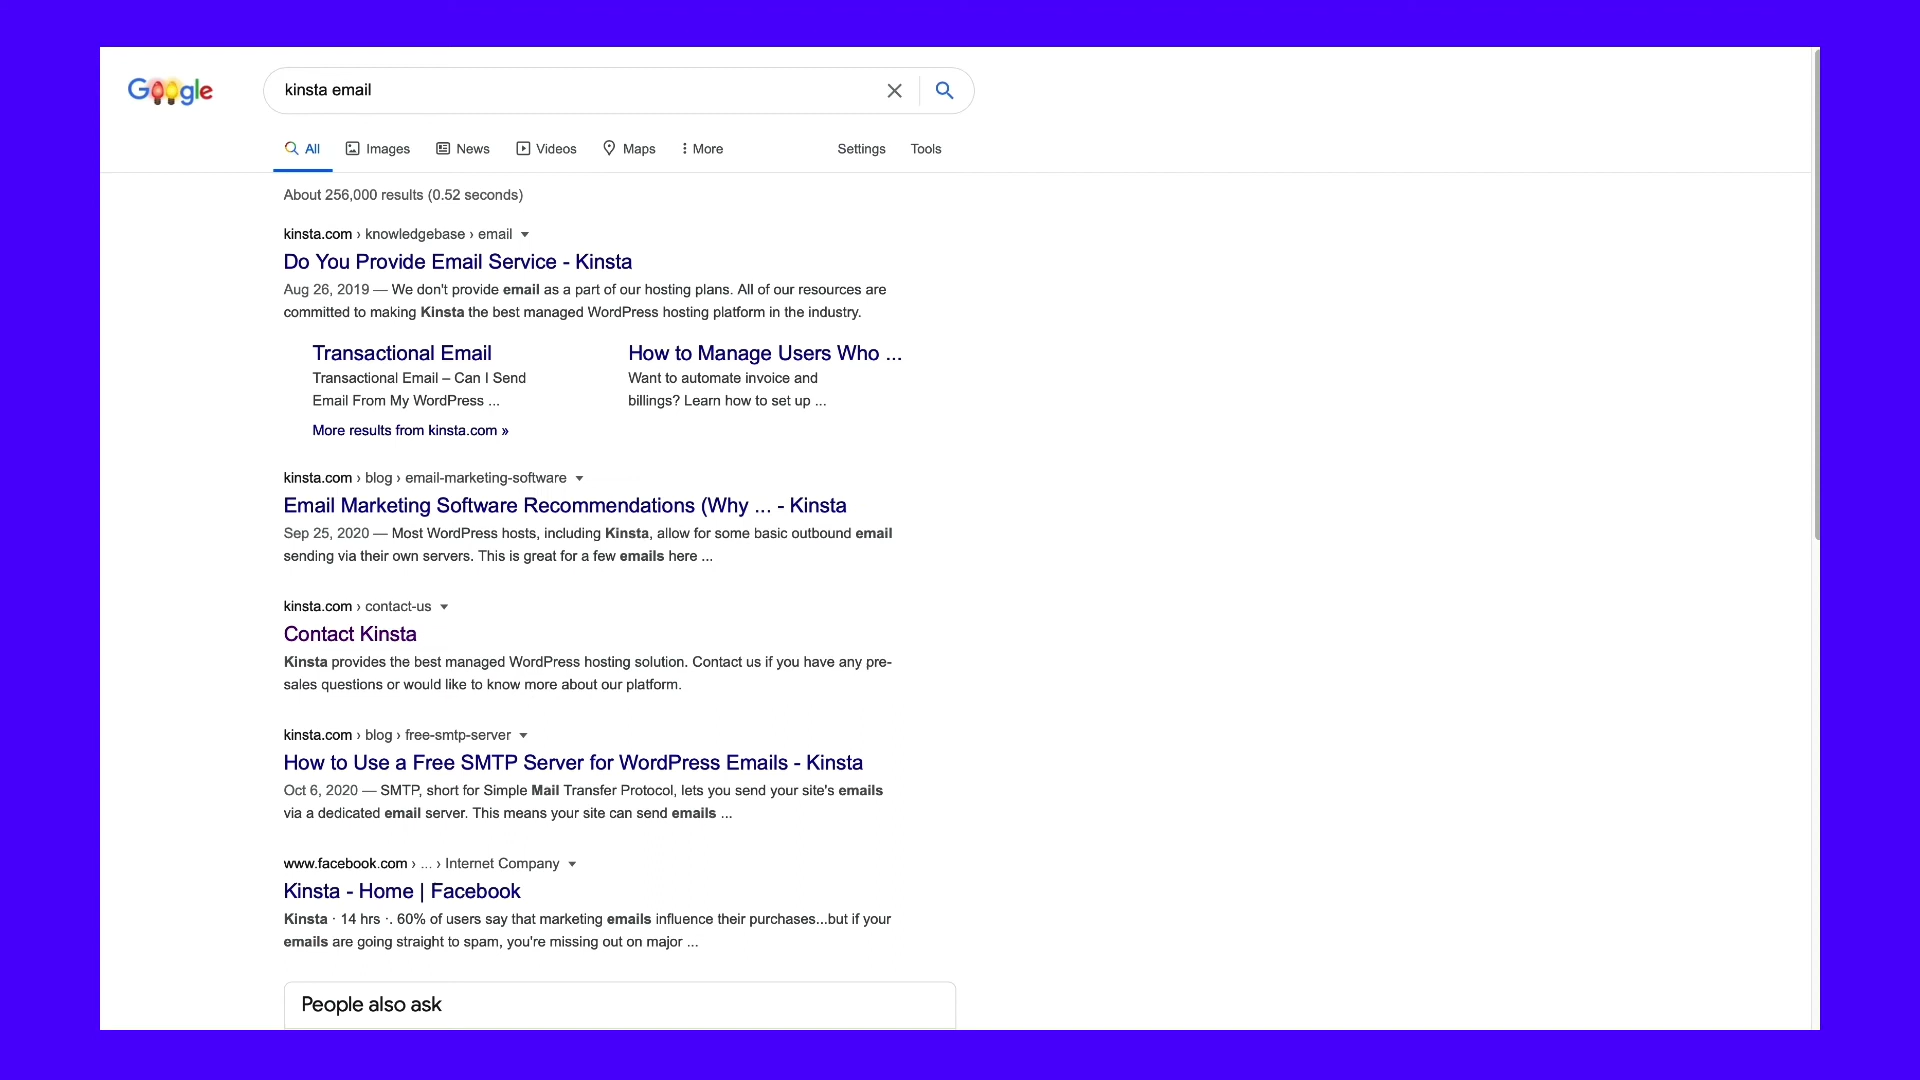 Google
kinsta email
All Images News Videos Maps More Settings Tools
About 256,000 results (0.52 seconds)
kinsta.com › knowledgebase › email
Do You Provide Email Service - Kinsta
Aug 26, 2019 — We don't provide email as a part of our hosting plans. All of our resources are
committed to making Kinsta the best managed WordPress hosting platform in the industry.
Transactional Email
Transactional Email – Can I Send
Email From My WordPress ...
How to Manage Users Who ...
Want to automate invoice and
billings? Learn how to set up ...
More results from kinsta.com »
kinsta.com › blog › email-marketing-software
Email Marketing Software Recommendations (Why ... - Kinsta
Sep 25, 2020 — Most WordPress hosts, including Kinsta, allow for some basic outbound email
sending via their own servers. This is great for a few emails here ...
kinsta.com › contact-us
Contact Kinsta
Kinsta provides the best managed WordPress hosting solution. Contact us if you have any pre-
sales questions or would like to know more about our platform.
kinsta.com › blog › free-smtp-server
How to Use a Free SMTP Server for WordPress Emails - Kinsta
Oct 6, 2020 — SMTP, short for Simple Mail Transfer Protocol, lets you send your site's emails
via a dedicated email server. This means your site can send emails ...
www.facebook.com › ... › Internet Company
Kinsta - Home | Facebook
Kinsta · 14 hrs ·. 60% of users say that marketing emails influence their purchases...but if your
emails are going straight to spam, you're missing out on major ...
People also ask